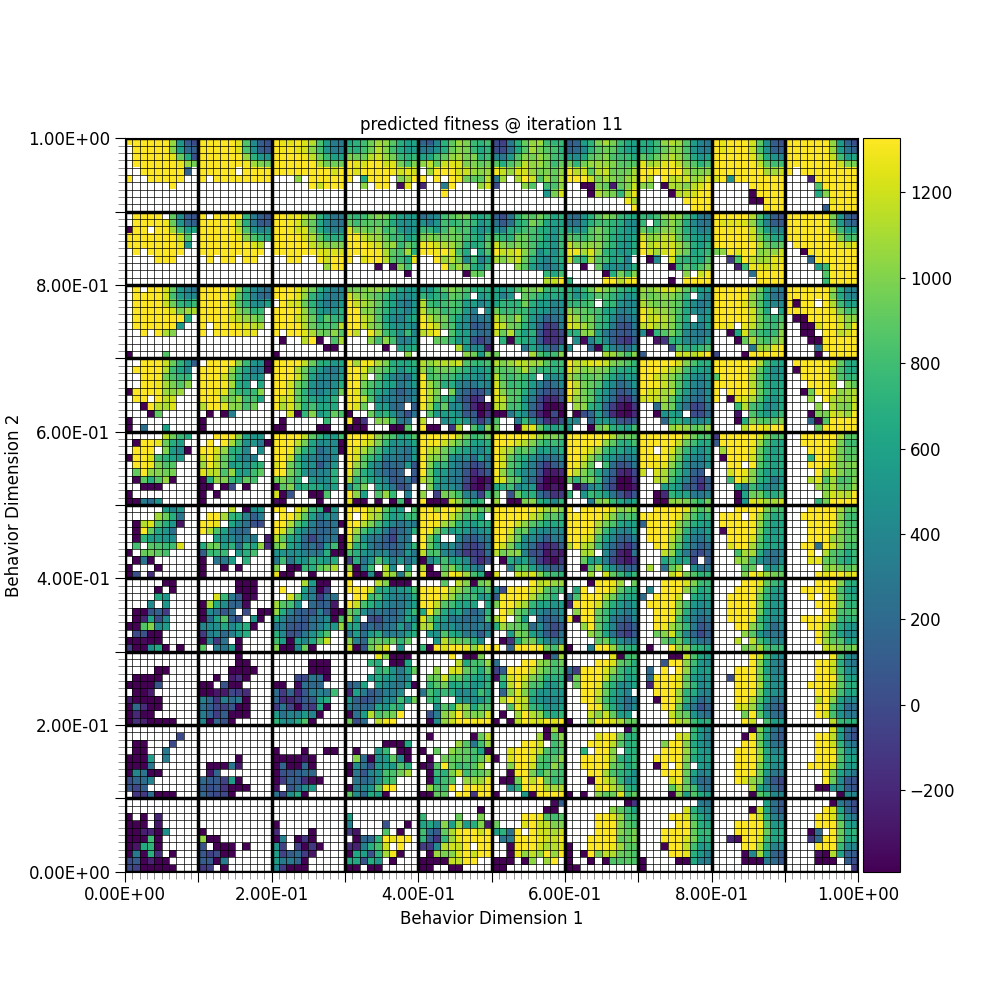 predicted fitness @ iteration 11
1.00E+00
8.00E-01
6.00E-01
4.00E-01
2.00E-01
0.00E+00
Behavior Dimension 2
0.00E+00 2.00E-01 4.00E-01 6.00E-01 8.00E-01 1.00E+00
Behavior Dimension 1
1200
1000
800
600
400
200
0
−200